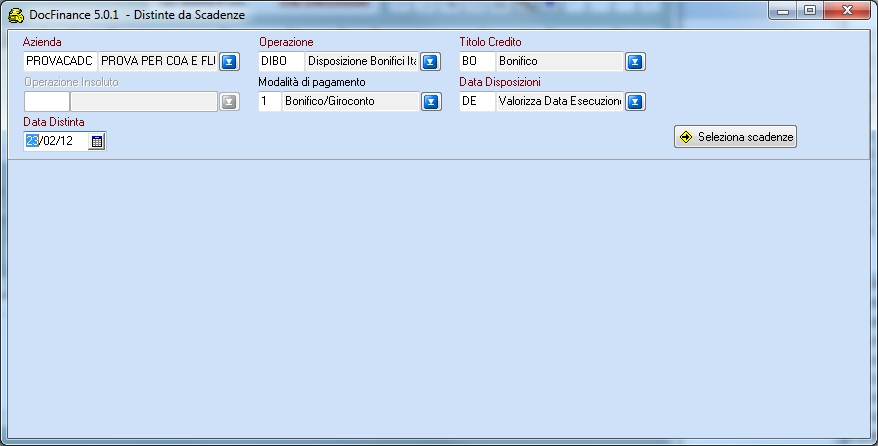 DocFinance 5.0.1 - Distinte da Scadenze
Azienda Operazione Titolo Credito
PROVACADC PROVA PER COA E FLU DIBO Disposizione Bonifici Ita BO Bonifico
Operazione Insoluto Modalità di pagamento Data Disposizioni
1 Bonifico/Giroconto DE Valorizza Data Esecuzion
Data Distinta
23/02/12 Seleziona scadenze